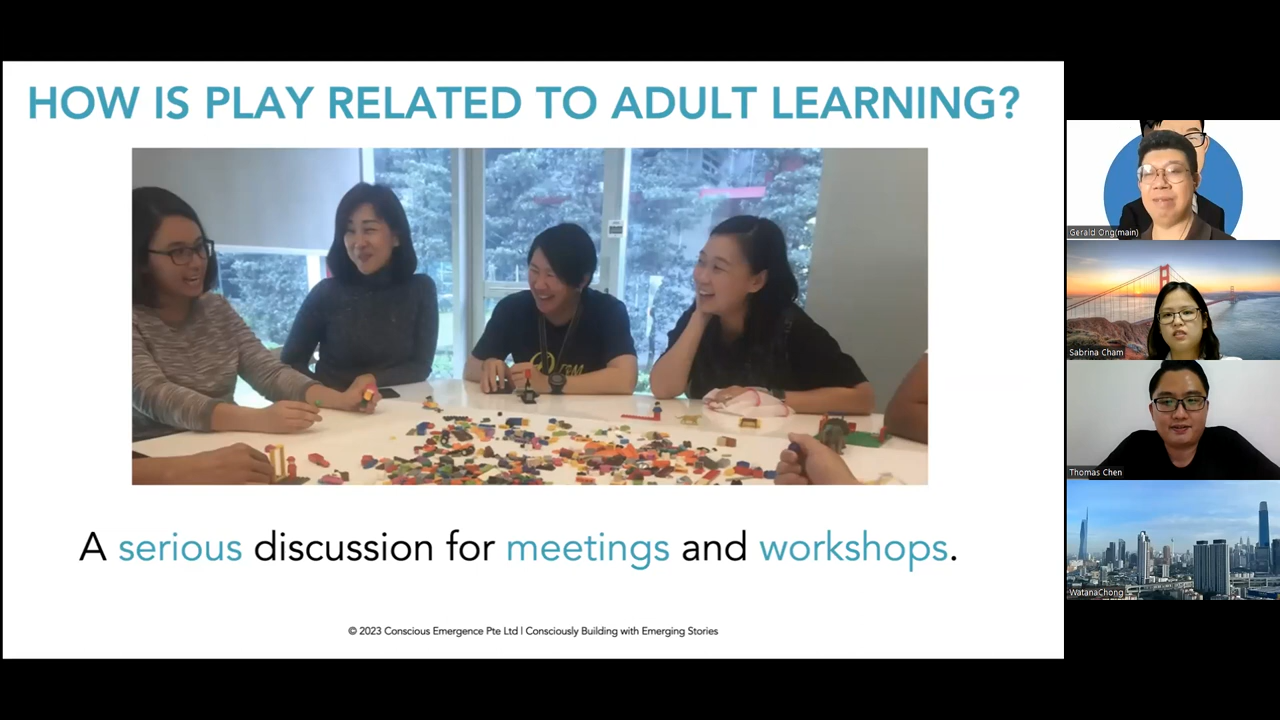 HOW IS PLAY RELATED TO ADULT LEARNING?
A serious discussion for meetings and workshops.
© 2023 Conscious Emergence Pte Ltd | Consciously Building with Emerging Stories
Gerald Ong(main)
Sabrina Cham
Thomas Chen
WatanaChong